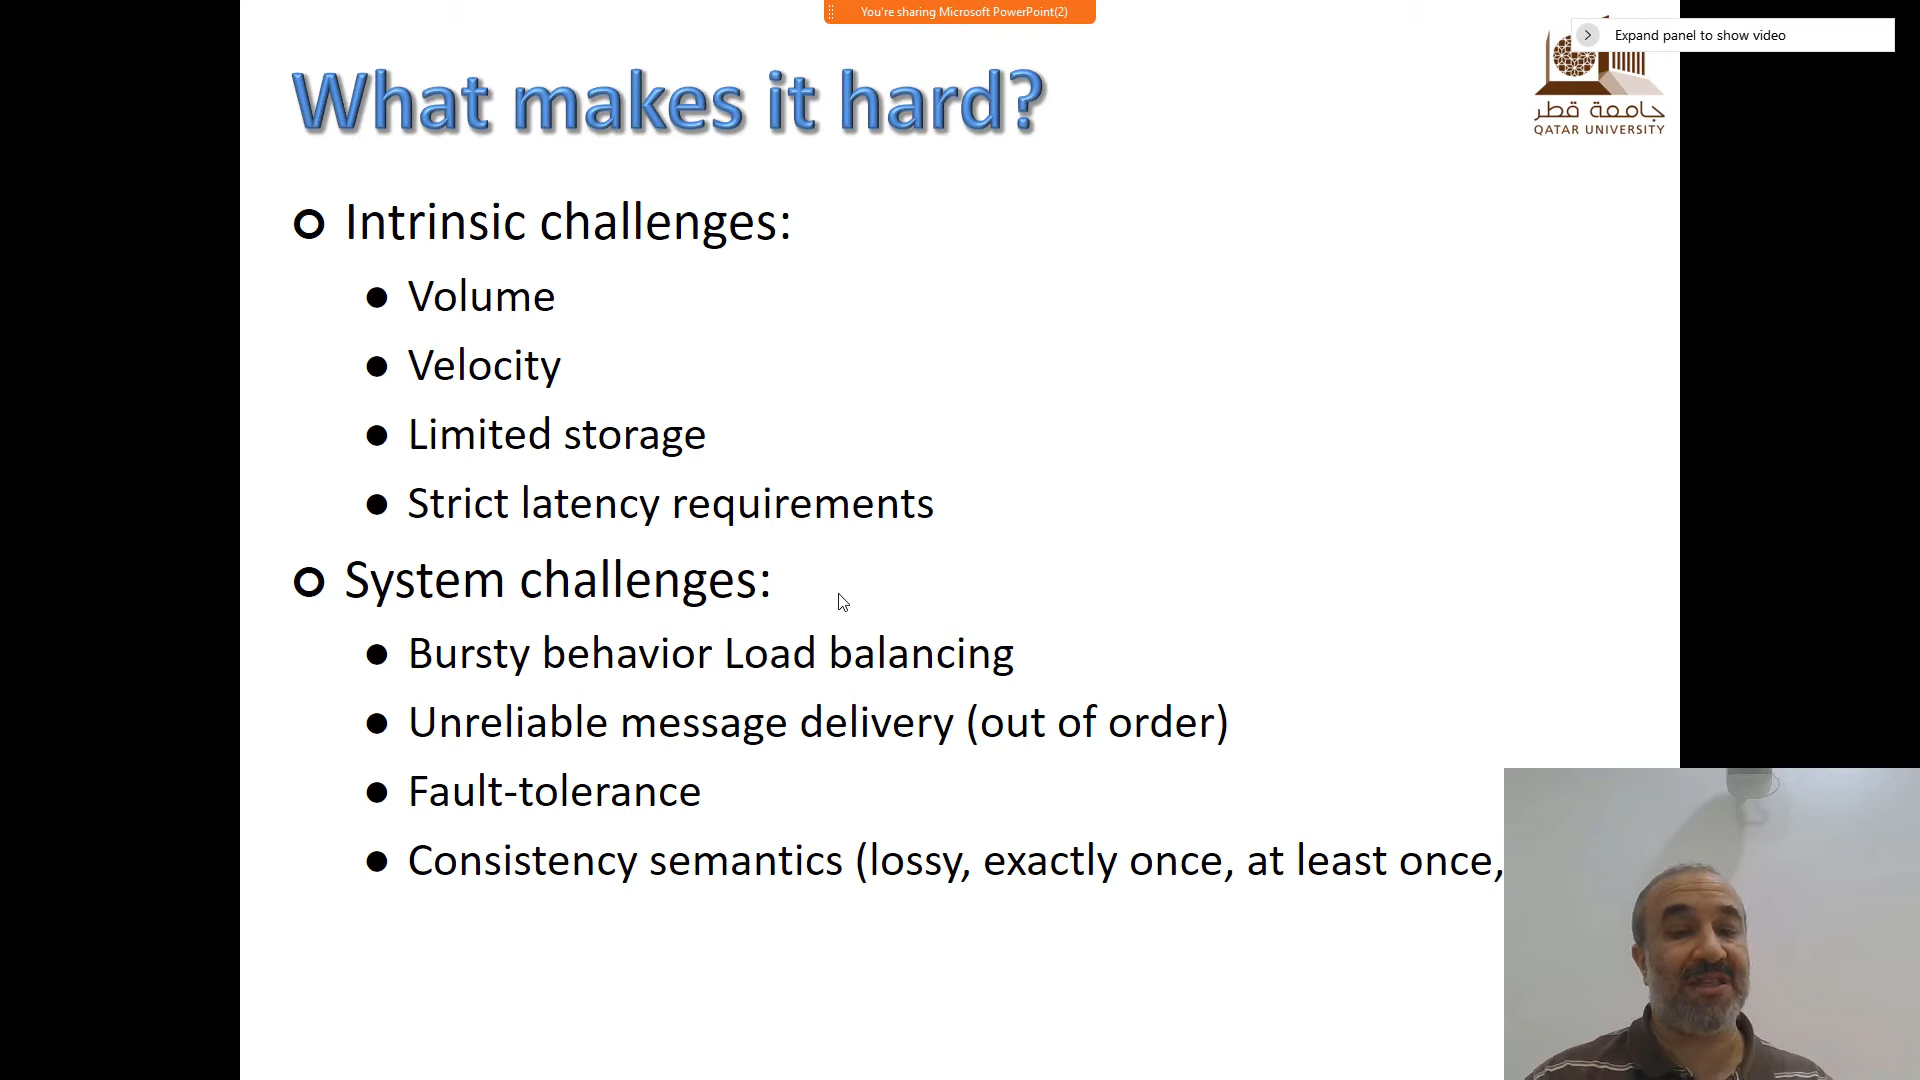 You're sharing Microsoft PowerPoint(2)
Expand panel to show video
What makes it hard?
جامعة قطر
QATAR UNIVERSITY
Intrinsic challenges:
Volume
Velocity
Limited storage
Strict latency requirements
System challenges:
Bursty behavior Load balancing
Unreliable message delivery (out of order)
Fault-tolerance
Consistency semantics (lossy, exactly once, at least once,